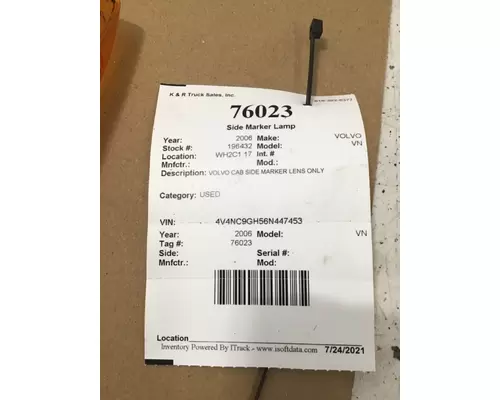 K & R Truck Sales, Inc.
76023
Side Marker Lamp
Year: 2006 Make: VOLVO
Stock #: 196432 Model: VN
Location: WH2C1 17 Int. #
Mnfctr.: Mod:
Description: VOLVO CAB SIDE MARKER LENS ONLY
Category: USED
VIN: 4V4NC9GH56N447453
Year: 2006 Model: VN
Tag #: 76023
Side: Serial #:
Mnfctr.: Mod:
Location
Inventory Powered By ITrack - www.isoftdata.com 7/24/2021